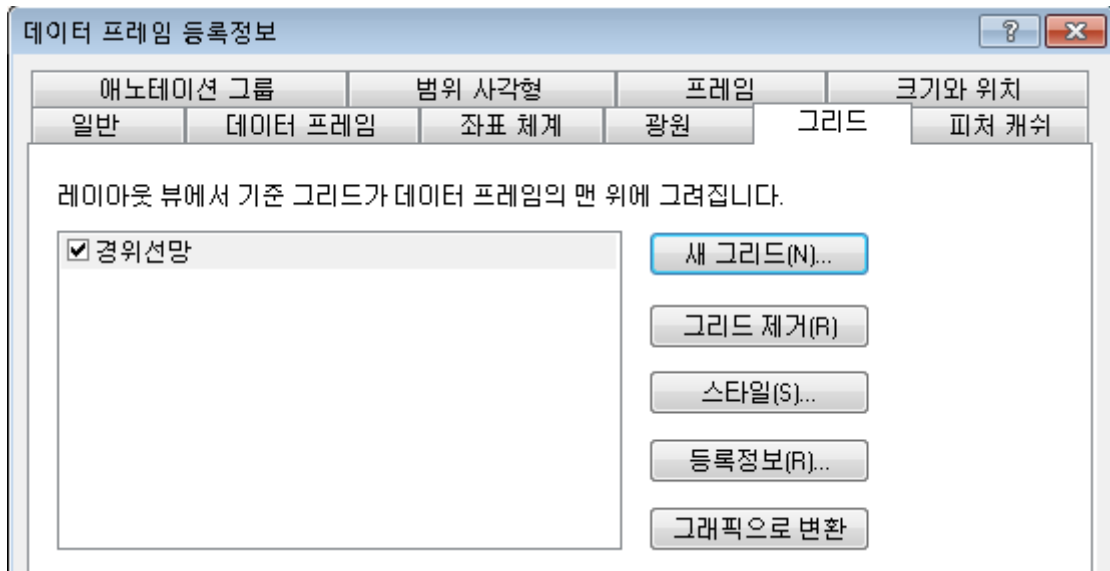 데이터 프레임 등록정보
애노테이션 그룹 범위 사각형 프레임 크기와 위치
일반 데이터 프레임 좌표 체계 광원 그리드 피처 캐쉬
레이아웃 뷰에서 기준 그리드가 데이터 프레임의 맨 위에 그려집니다.
경위선망
새 그리드(N)...
그리드 제거(R)
스타일(S)...
등록정보(R)...
그래픽으로 변환